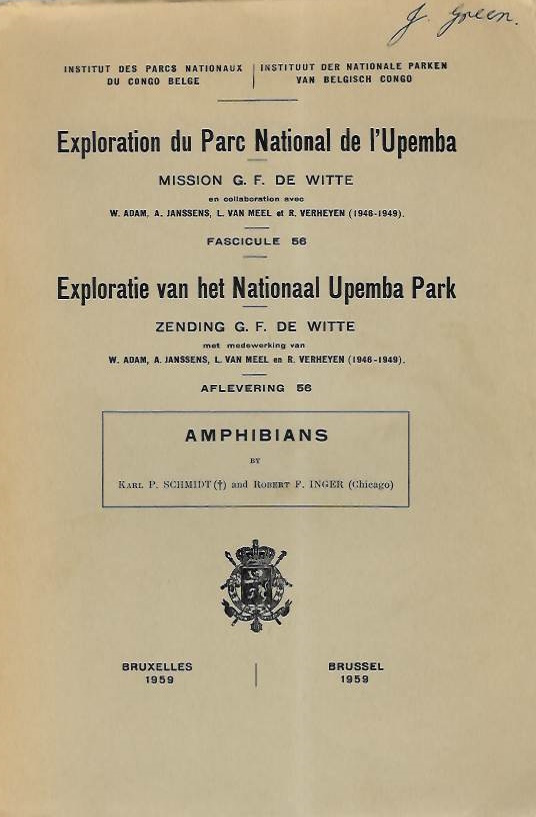 J. Green.
INSTITUT DES PARCS NATIONAUX
DU CONGO BELGE
INSTITUUT DER NATIONALE PARKEN
VAN BELGISCH CONGO
Exploration du Parc National de l'Upemba
MISSION G. F. DE WITTE
en collaboration avec
W. ADAM, A. JANSSENS, L. VAN MEEL et R. VERHEYEN (1946-1949).
FASCICULE 56
Exploratie van het Nationaal Upemba Park
ZENDING G. F. DE WITTE
met medewerking van
W. ADAM, A. JANSSENS, L. VAN MEEL en R. VERHEYEN (1946-1949).
AFLEVERING 56
AMPHIBIANS
BY
KARL P. SCHMIDT (†) and ROBERT F. INGER (Chicago)
BRUXELLES
1959
BRUSSEL
1959